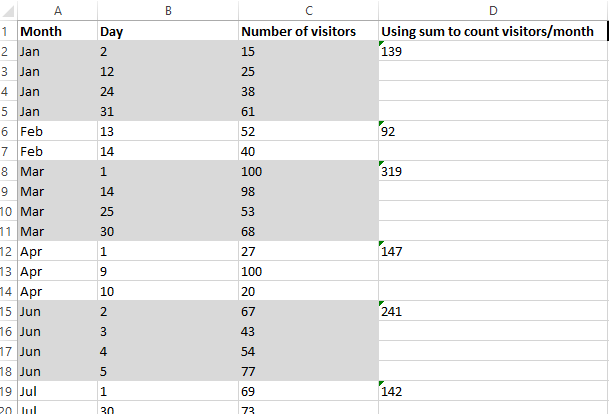 A B C D
1 Month Day Number of visitors Using sum to count visitors/month
2 Jan 2 15 139
3 Jan 12 25
4 Jan 24 38
5 Jan 31 61
6 Feb 13 52 92
7 Feb 14 40
8 Mar 1 100 319
9 Mar 14 98
10 Mar 25 53
11 Mar 30 68
12 Apr 1 27 147
13 Apr 9 100
14 Apr 10 20
15 Jun 2 67 241
16 Jun 3 43
17 Jun 4 54
18 Jun 5 77
19 Jul 1 69 142
20 Jul 30 73